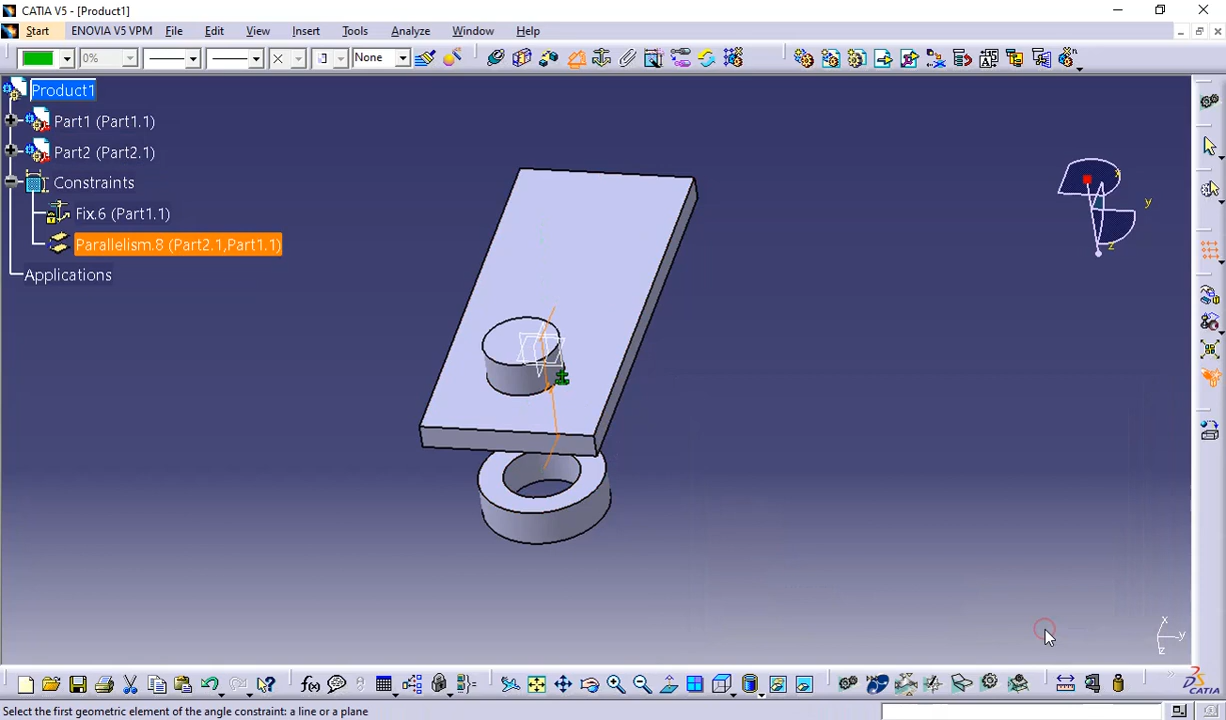 CATIA V5 - [Product1]
Start ENOVIA V5 VPM File Edit View Insert Tools Analyze Window Help
0% None
Product1
Part1 (Part1.1)
Part2 (Part2.1)
Constraints
Fix.6 (Part1.1)
Parallelism.8 (Part2.1,Part1.1)
Applications
x
y
z
x
y
z
f(x)
CATIA
Select the first geometric element of the angle constraint: a line or a plane